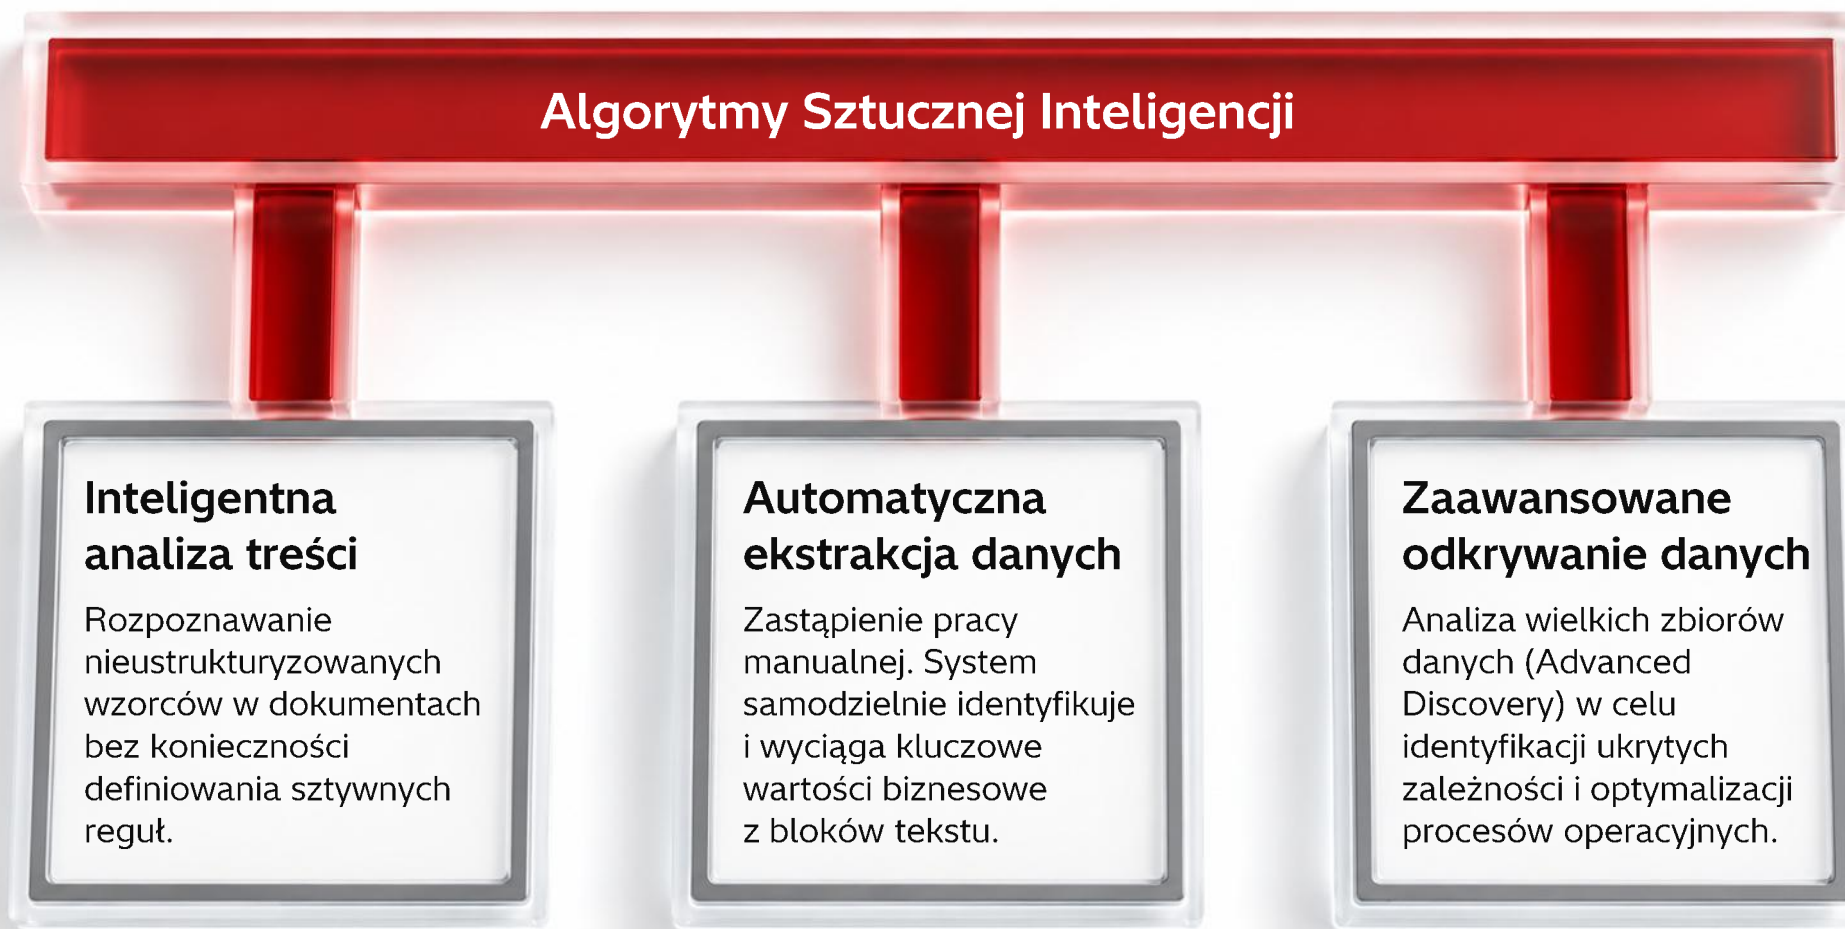 Algorytmy Sztucznej Inteligencji
Inteligentna
analiza treści
Rozpoznawanie
nieustrukturyzowanych
wzorców w dokumentach
bez konieczności
definiowania sztywnych
reguł.
Automatyczna
ekstrakcja danych
Zastąpienie pracy
manualnej. System
samodzielnie identyfikuje
i wyciąga kluczowe
wartości biznesowe
z bloków tekstu.
Zaawansowane
odkrywanie danych
Analiza wielkich zbiorów
danych (Advanced
Discovery) w celu
identyfikacji ukrytych
zależności i optymalizacji
procesów operacyjnych.